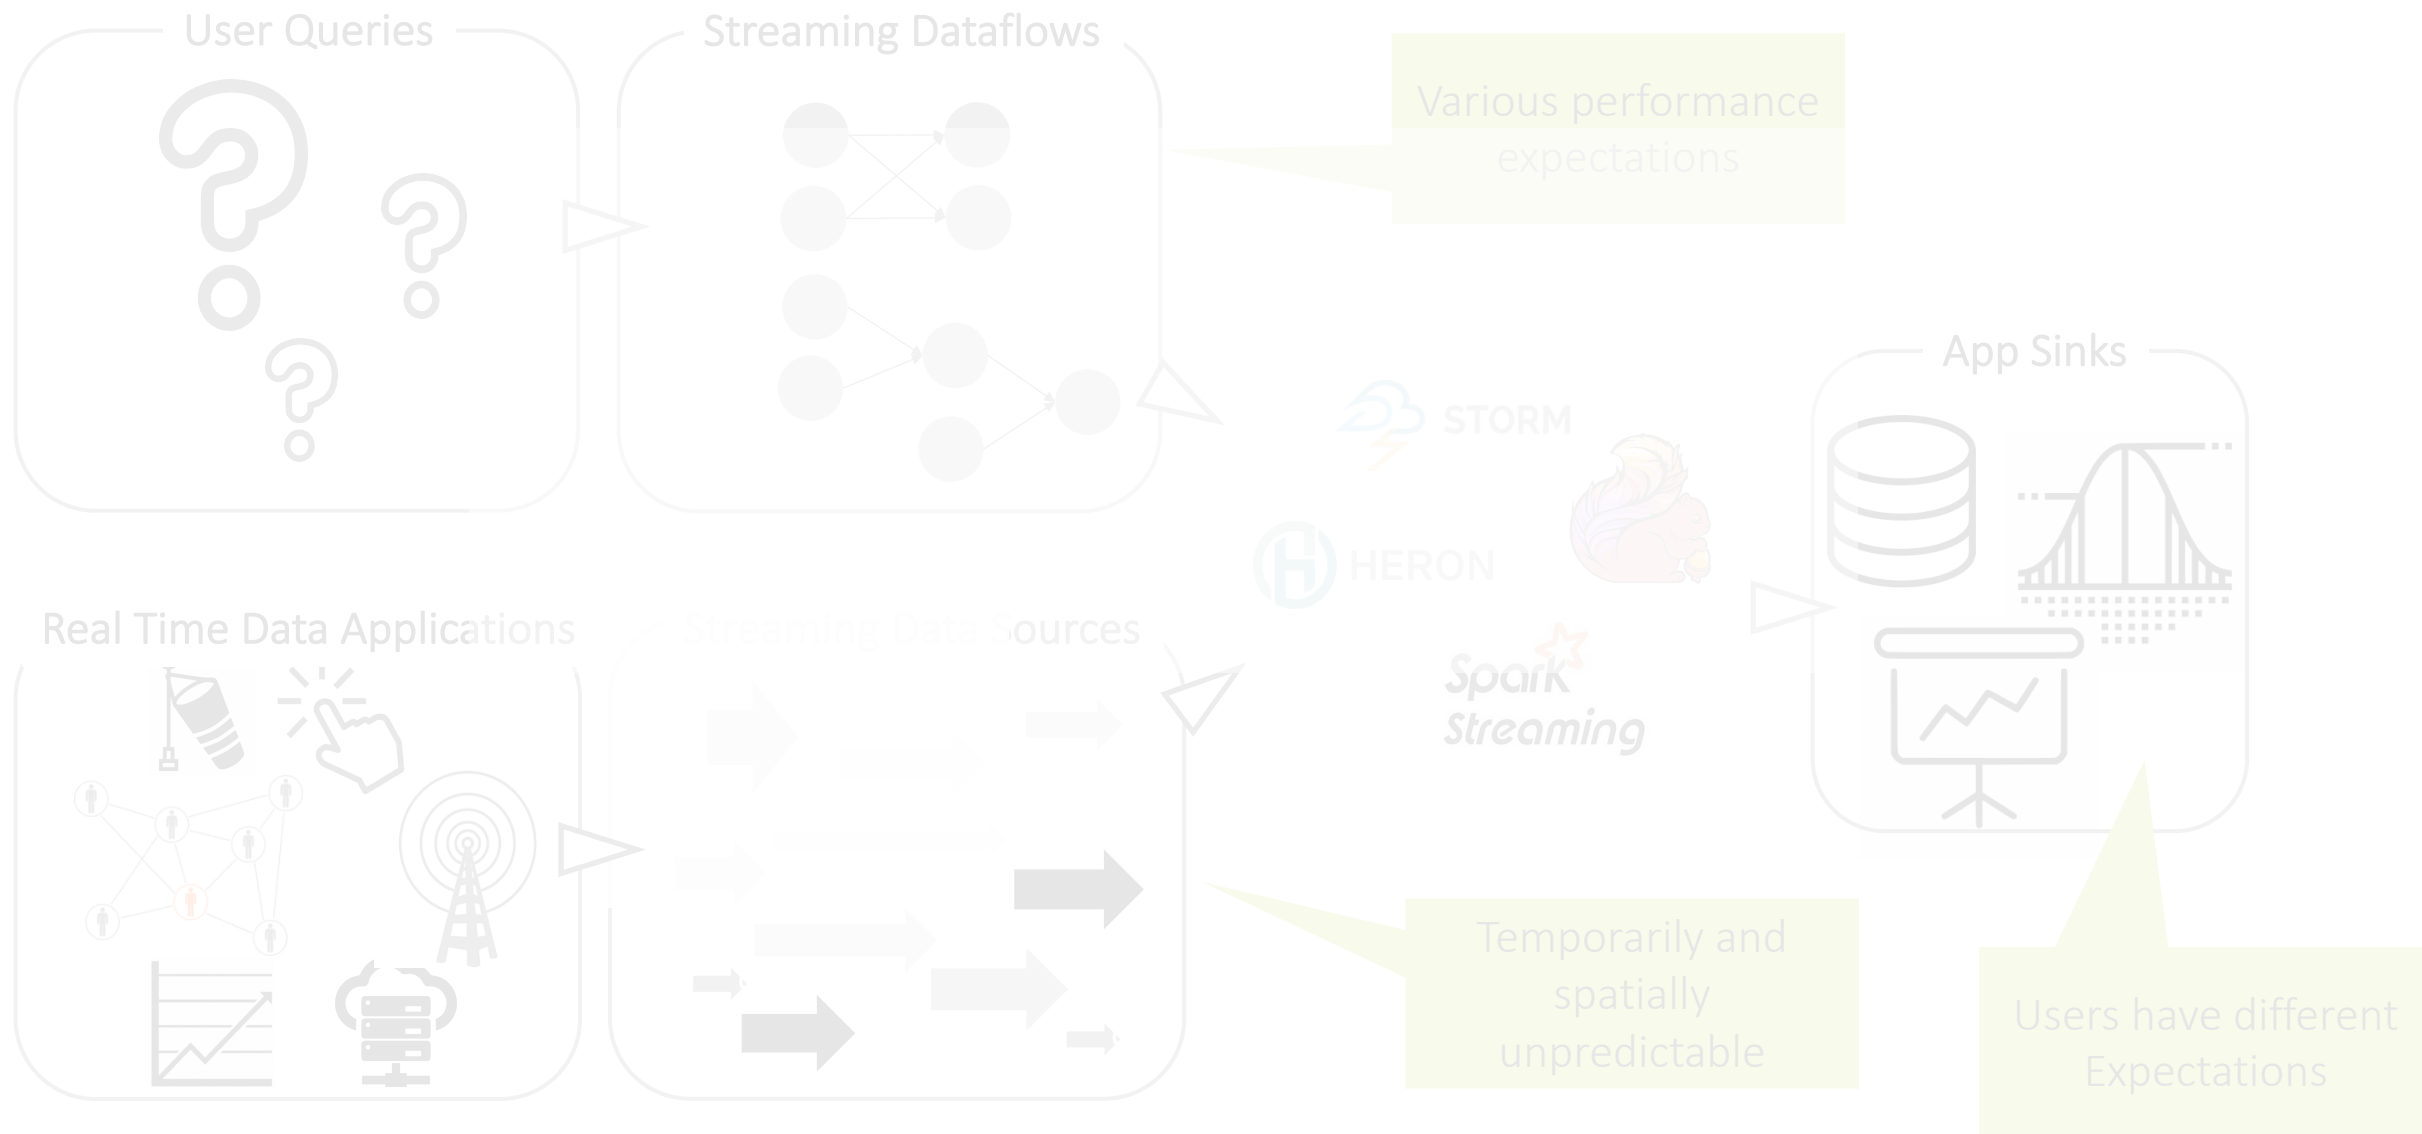 User Queries
Streaming Dataflows
Various performance
expectations
App Sinks
STORM
HERON
Real Time Data Applications
Streaming Data Sources
Spark
Streaming
Temporarily and
spatially
unpredictable
Users have different
Expectations